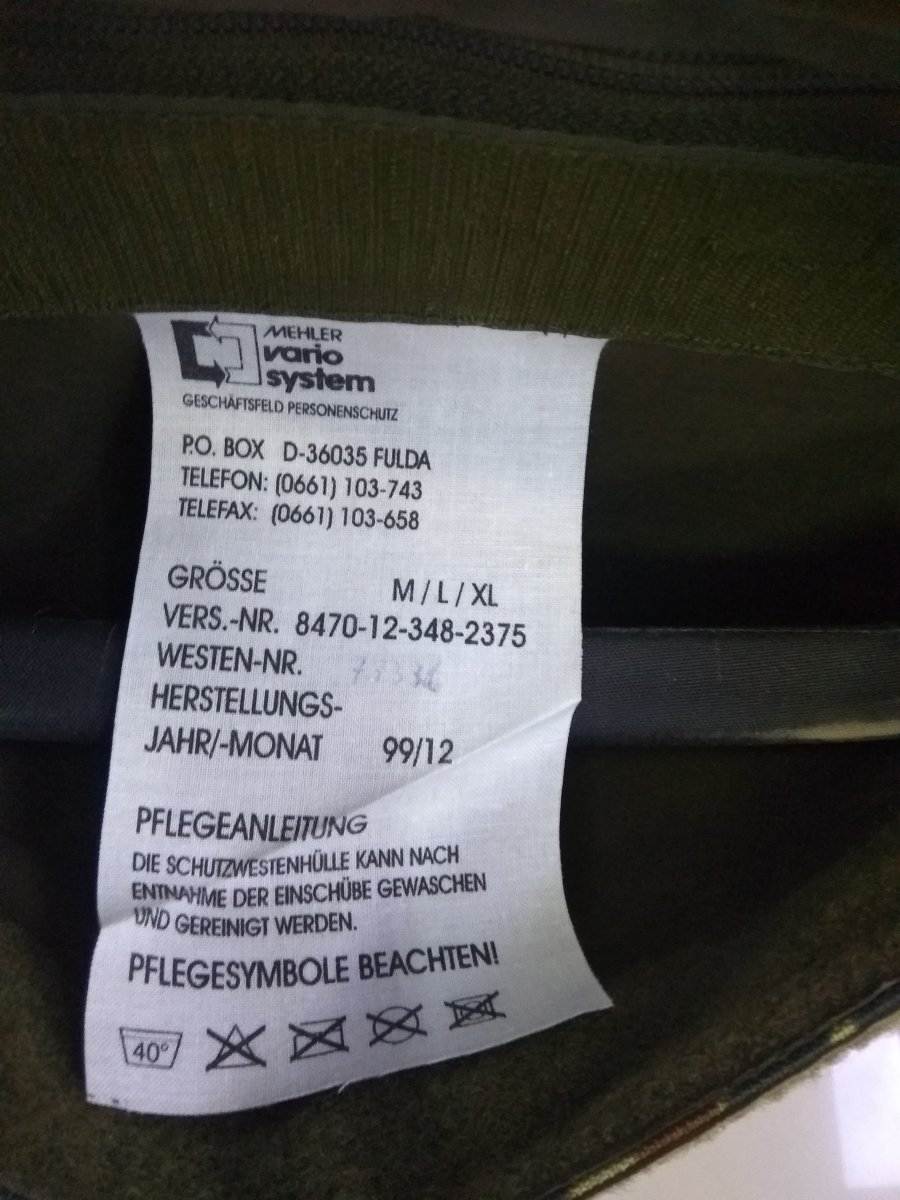 MEHLER
vario
system
GESCHÄFTSFELD PERSONENSCHUTZ
P.O. BOX D-36035 FULDA
TELEFON: (0661) 103-743
TELEFAX: (0661) 103-658
GRÖSSE M / L / XL
VERS.-NR. 8470-12-348-2375
WESTEN-NR.
HERSTELLUNGS-
JAHR/-MONAT 99/12
PFLEGEANLEITUNG
DIE SCHUTZWESTENHÜLLE KANN NACH
ENTNAHME DER EINSCHÜBE GEWASCHEN
UND GEREINIGT WERDEN.
PFLEGESYMBOLE BEACHTEN!
40°